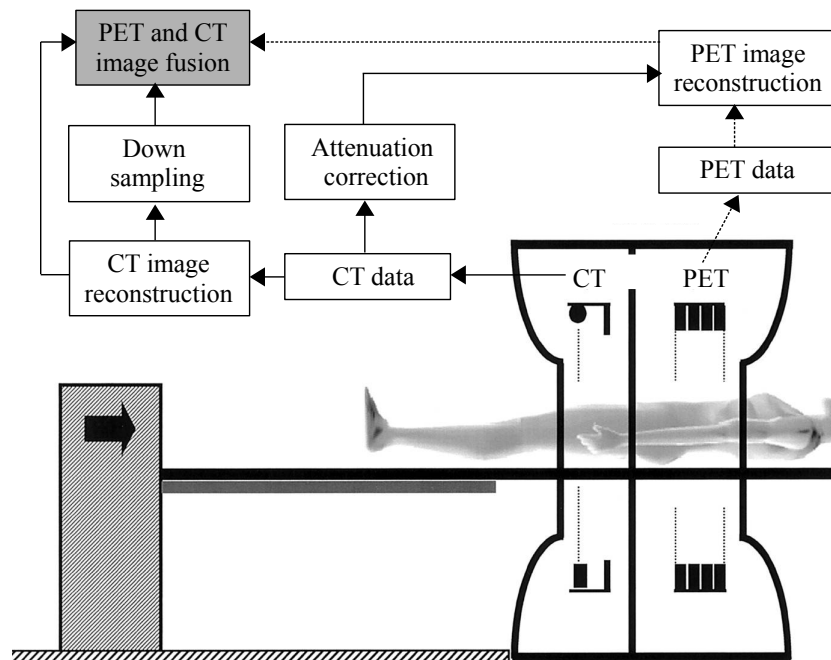 PET and CT
image fusion
PET image
reconstruction
Down
sampling
Attenuation
correction
PET data
CT image
reconstruction
CT data
CT
PET